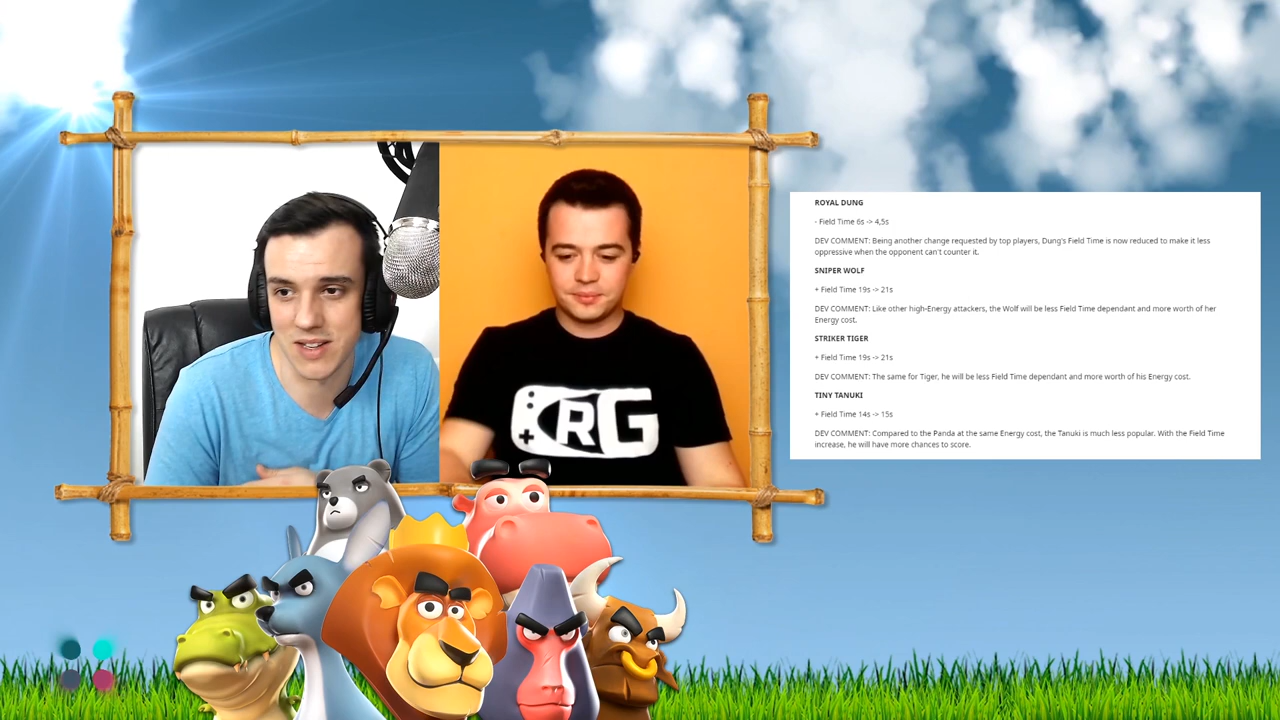 RG
ROYAL DUNG
- Field Time 6s -> 4,5s
DEV COMMENT: Being another change requested by top players, Dung's Field Time is now reduced to make it less
oppressive when the opponent can't counter it.
SNIPER WOLF
+ Field Time 19s -> 21s
DEV COMMENT: Like other high-Energy attackers, the Wolf will be less Field Time dependant and more worth of her
Energy cost.
STRIKER TIGER
+ Field Time 19s -> 21s
DEV COMMENT: The same for Tiger, he will be less Field Time dependant and more worth of his Energy cost.
TINY TANUKI
+ Field Time 14s -> 15s
DEV COMMENT: Compared to the Panda at the same Energy cost, the Tanuki is much less popular. With the Field Time
increase, he will have more chances to score.